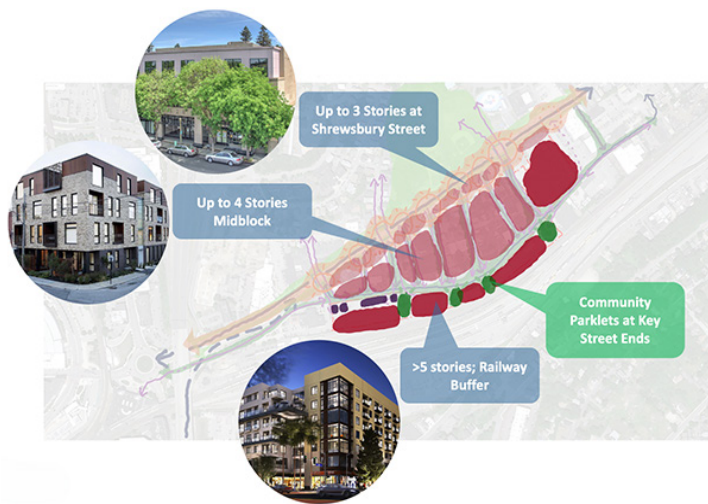 Up to 3 Stories at
Shrewsbury Street
Up to 4 Stories
Midblock
Community
Parklets at Key
Street Ends
>5 stories; Railway
Buffer